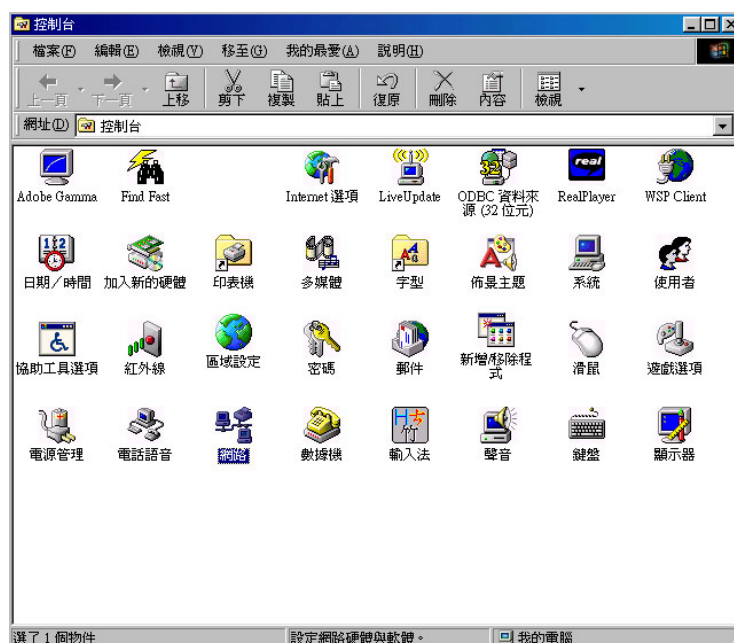 控制台
檔案(F) 編輯(E) 檢視(V) 移至(G) 我的最愛(A) 說明(H)
上一頁 下一頁 上移 剪下 複製 貼上 復原 刪除 內容 檢視
網址(D) 控制台
Adobe Gamma Find Fast Internet 選項 LiveUpdate ODBC 資料來源 (32 位元) RealPlayer WSP Client
日期／時間 加入新的硬體 印表機 多媒體 字型 佈景主題 系統 使用者
協助工具選項 紅外線 區域設定 密碼 郵件 新增/移除程式 滑鼠 遊戲選項
電源管理 電話語音 網路 數據機 輸入法 聲音 鍵盤 顯示器
選了 1 個物件 設定網路硬體與軟體。 我的電腦